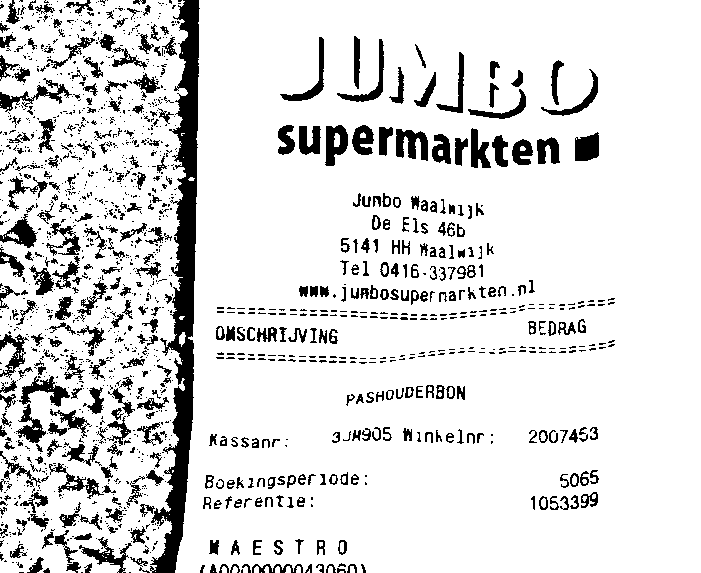 JUMBO
supermarkten
Jumbo Waalwijk
De Els 46b
5141 HH Waalwijk
Tel 0416-337981
www.jumbosupermarkten.nl
OMSCHRIJVING BEDRAG
PASHOUDERBON
Kassanr: 3JM905 Winkelnr: 2007453
Boekingsperiode: 5065
Referentie: 1053399
MAESTRO
(A0000000043060)